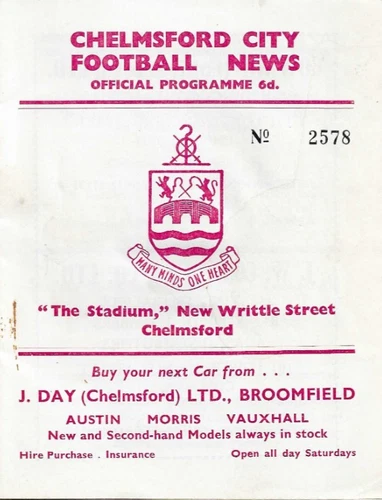 CHELMSFORD CITY
FOOTBALL NEWS
OFFICIAL PROGRAMME 6d.
No 2578
MANY MINDS ONE HEART
"The Stadium," New Writtle Street
Chelmsford
Buy your next Car from . . .
J. DAY (Chelmsford) LTD., BROOMFIELD
AUSTIN MORRIS VAUXHALL
New and Second-hand Models always in stock
Hire Purchase . Insurance Open all day Saturdays